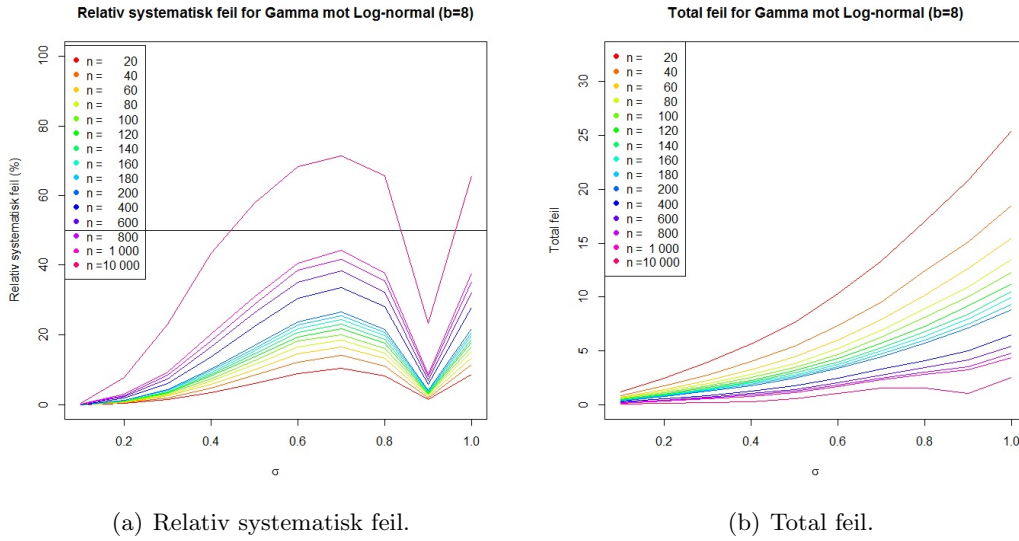 Relativ systematisk feil for Gamma mot Log-normal (b=8)
Relativ systematisk feil (%)
100
80
60
40
20
0
n = 20
n = 40
n = 60
n = 80
n = 100
n = 120
n = 140
n = 160
n = 180
n = 200
n = 400
n = 600
n = 800
n = 1 000
n =10 000
0.2
0.4
0.6
0.8
1.0
σ
(a) Relativ systematisk feil.
Total feil for Gamma mot Log-normal (b=8)
Total feil
30
25
20
15
10
5
0
n = 20
n = 40
n = 60
n = 80
n = 100
n = 120
n = 140
n = 160
n = 180
n = 200
n = 400
n = 600
n = 800
n = 1 000
n =10 000
0.2
0.4
0.6
0.8
1.0
σ
(b) Total feil.